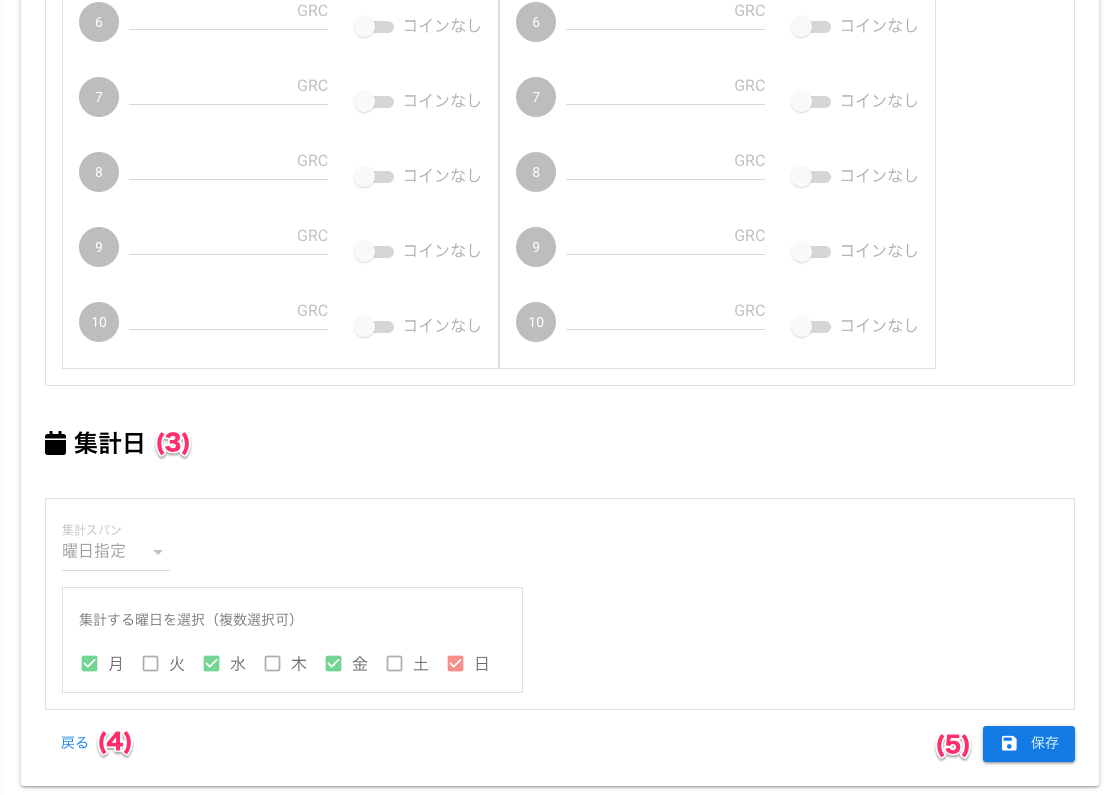 6 GRC コインなし 6 GRC コインなし
7 GRC コインなし 7 GRC コインなし
8 GRC コインなし 8 GRC コインなし
9 GRC コインなし 9 GRC コインなし
10 GRC コインなし 10 GRC コインなし
集計日 (3)
集計スパン
曜日指定
集計する曜日を選択（複数選択可）
月 火 水 木 金 土 日
戻る (4) (5) 保存